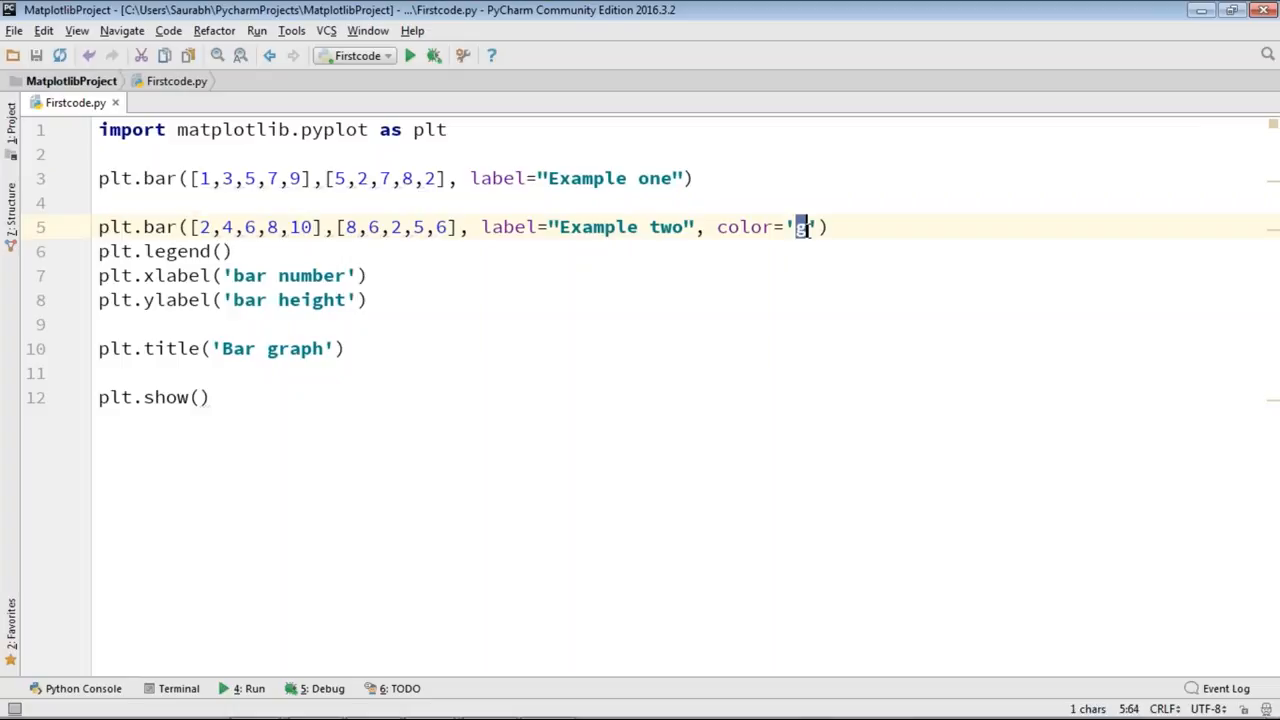 MatplotlibProject - [C:\Users\Saurabh\PycharmProjects\MatplotlibProject] - ...\Firstcode.py - PyCharm Community Edition 2016.3.2
File Edit View Navigate Code Refactor Run Tools VCS Window Help
Firstcode
MatplotlibProject Firstcode.py
Firstcode.py
1: Project
Z: Structure
2: Favorites
1 import matplotlib.pyplot as plt
2
3 plt.bar([1,3,5,7,9],[5,2,7,8,2], label="Example one")
4
5 plt.bar([2,4,6,8,10],[8,6,2,5,6], label="Example two", color='g')
6 plt.legend()
7 plt.xlabel('bar number')
8 plt.ylabel('bar height')
9
10 plt.title('Bar graph')
11
12 plt.show()
Python Console Terminal 4: Run 5: Debug 6: TODO Event Log
1 chars 5:64 CRLF UTF-8